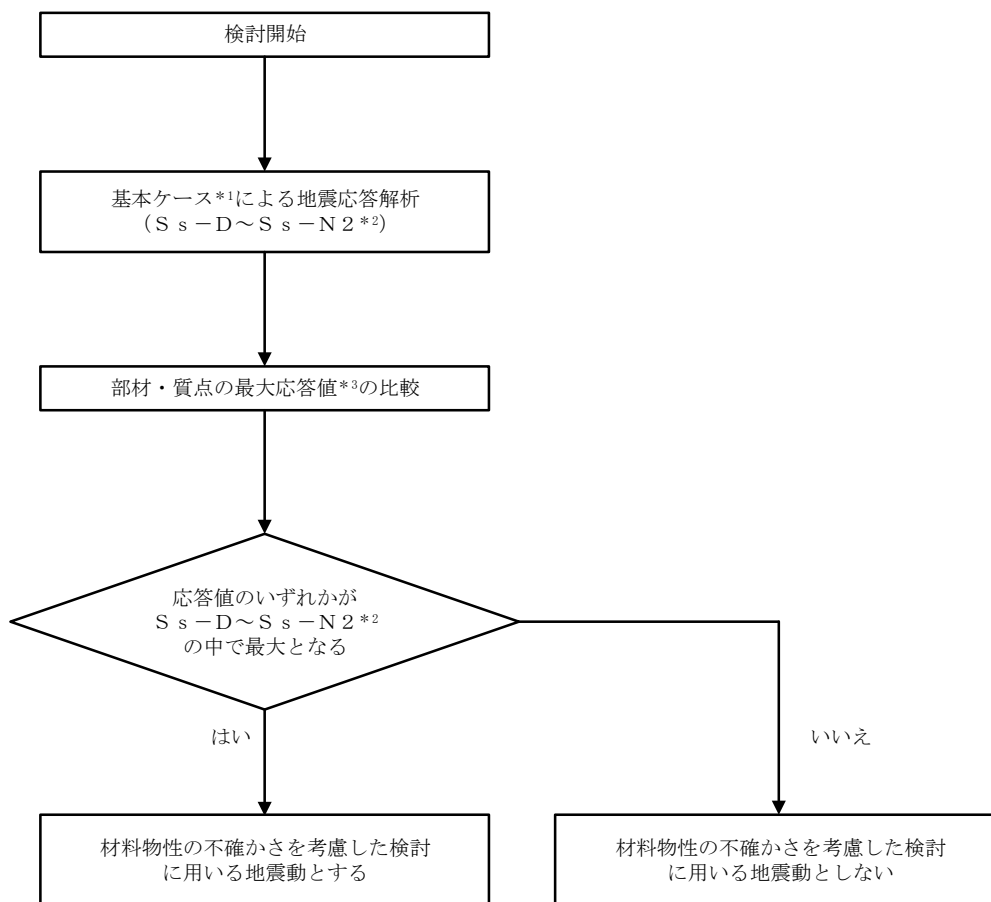 検討開始
基本ケース*1による地震応答解析
（Ｓｓ－Ｄ～Ｓｓ－Ｎ２*2）
部材・質点の最大応答値*3の比較
応答値のいずれかが
Ｓｓ－Ｄ～Ｓｓ－Ｎ２*2
の中で最大となる
はい
いいえ
材料物性の不確かさを考慮した検討
に用いる地震動とする
材料物性の不確かさを考慮した検討
に用いる地震動としない